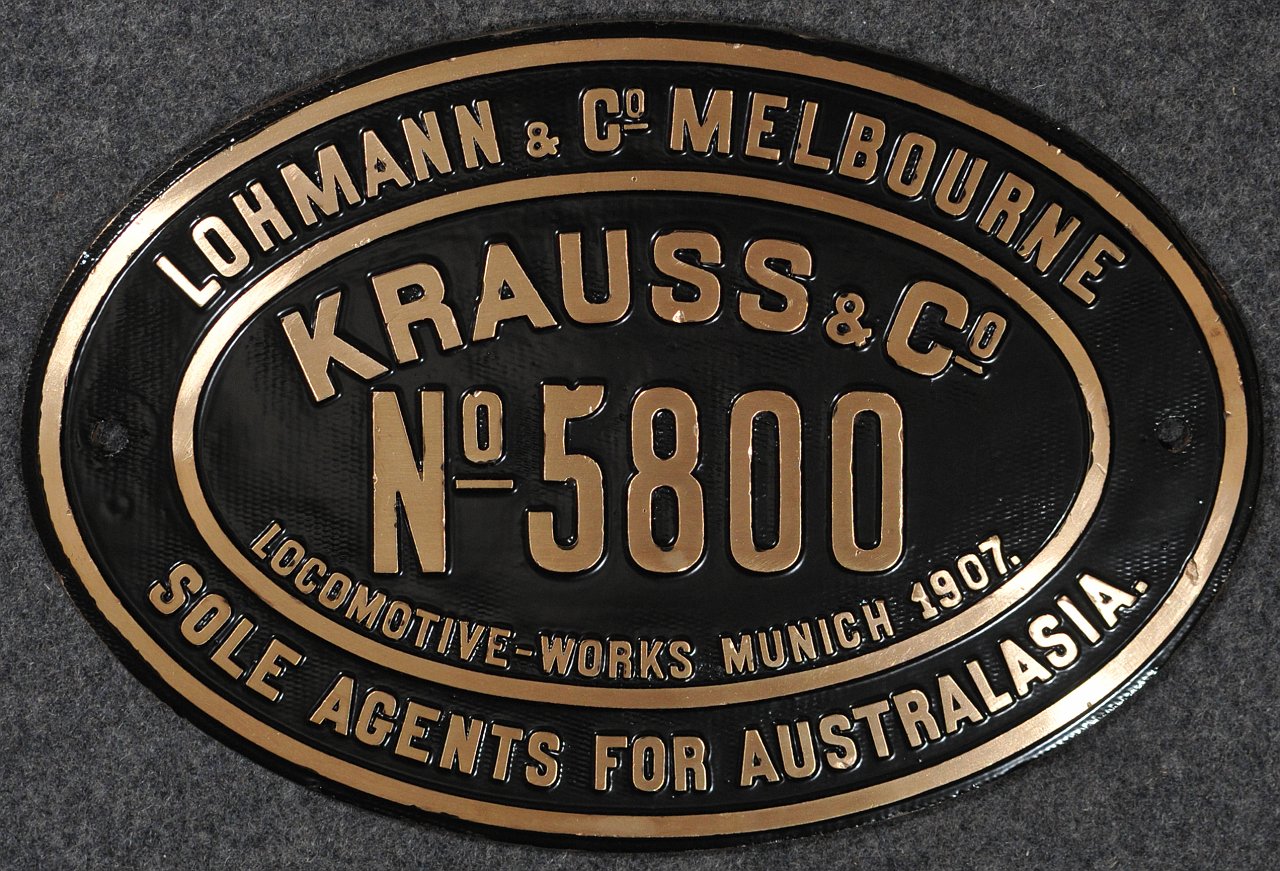 LOHMANN & Cº MELBOURNE
KRAUSS & Cº
Nº 5800
LOCOMOTIVE-WORKS MUNICH 1907.
SOLE AGENTS FOR AUSTRALASIA.